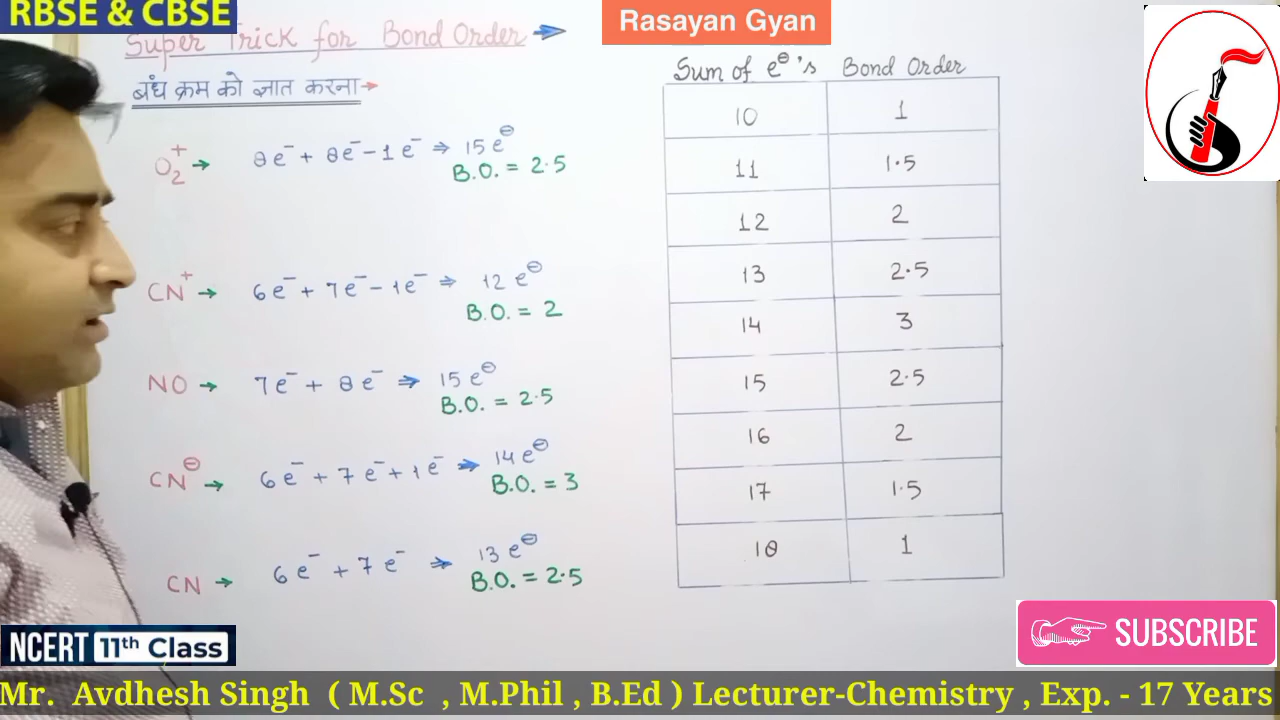 RBSE & CBSE
Rasayan Gyan
Super Trick for Bond Order
बंध क्रम को ज्ञात करना
O₂⁺ → 8e⁻ + 8e⁻ - 1e⁻ ⇒ 15e⊖
B.O. = 2.5
CN⁺ → 6e⁻ + 7e⁻ - 1e⁻ ⇒ 12e⊖
B.O. = 2
NO → 7e⁻ + 8e⁻ ⇒ 15e⊖
B.O. = 2.5
CN⊖ → 6e⁻ + 7e⁻ + 1e⁻ ⇒ 14e⊖
B.O. = 3
CN → 6e⁻ + 7e⁻ ⇒ 13e⊖
B.O. = 2.5
Sum of e⊖'s Bond Order
10 1
11 1.5
12 2
13 2.5
14 3
15 2.5
16 2
17 1.5
18 1
SUBSCRIBE
NCERT 11th Class
Mr. Avdhesh Singh ( M.Sc , M.Phil , B.Ed ) Lecturer-Chemistry , Exp. - 17 Years